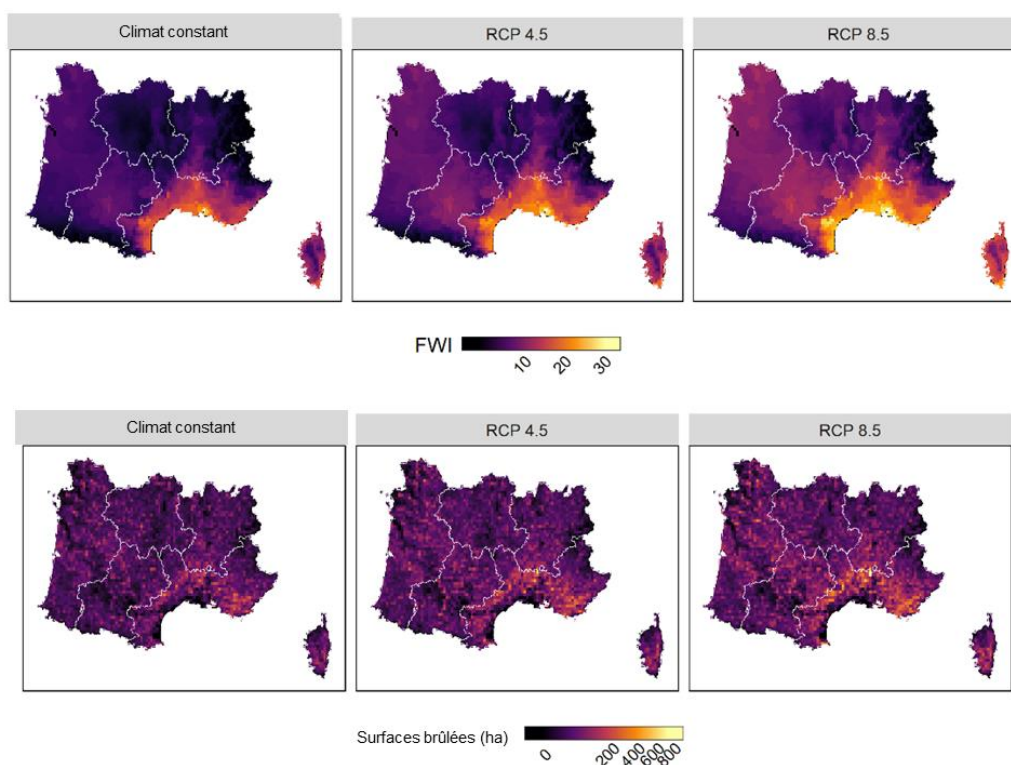 Climat constant
RCP 4.5
RCP 8.5
FWI
10
20
30
Climat constant
RCP 4.5
RCP 8.5
Surfaces brûlées (ha)
0
200
400
600
800